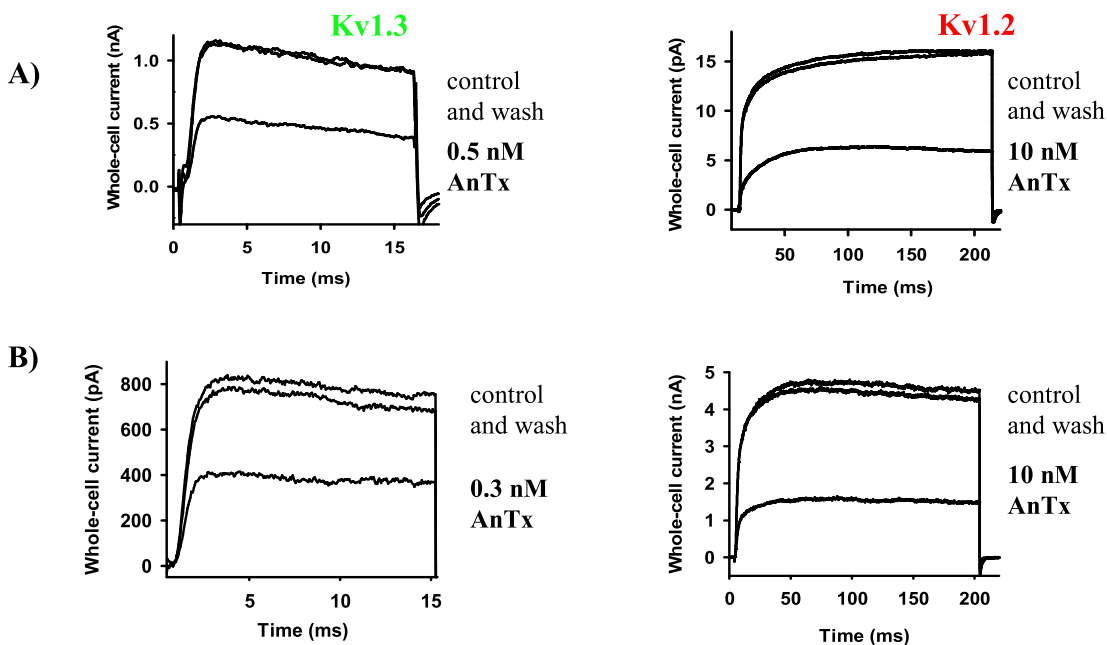 Kv1.3
Kv1.2
A)
Whole-cell current (nA)
1.0
0.5
0.0
0
5
10
15
Time (ms)
control
and wash
0.5 nM
AnTx
Whole-cell current (pA)
15
10
5
0
50
100
150
200
Time (ms)
control
and wash
10 nM
AnTx
B)
Whole-cell current (pA)
800
600
400
200
0
5
10
15
Time (ms)
control
and wash
0.3 nM
AnTx
Whole-cell current (nA)
5
4
3
2
1
0
0
50
100
150
200
Time (ms)
control
and wash
10 nM
AnTx